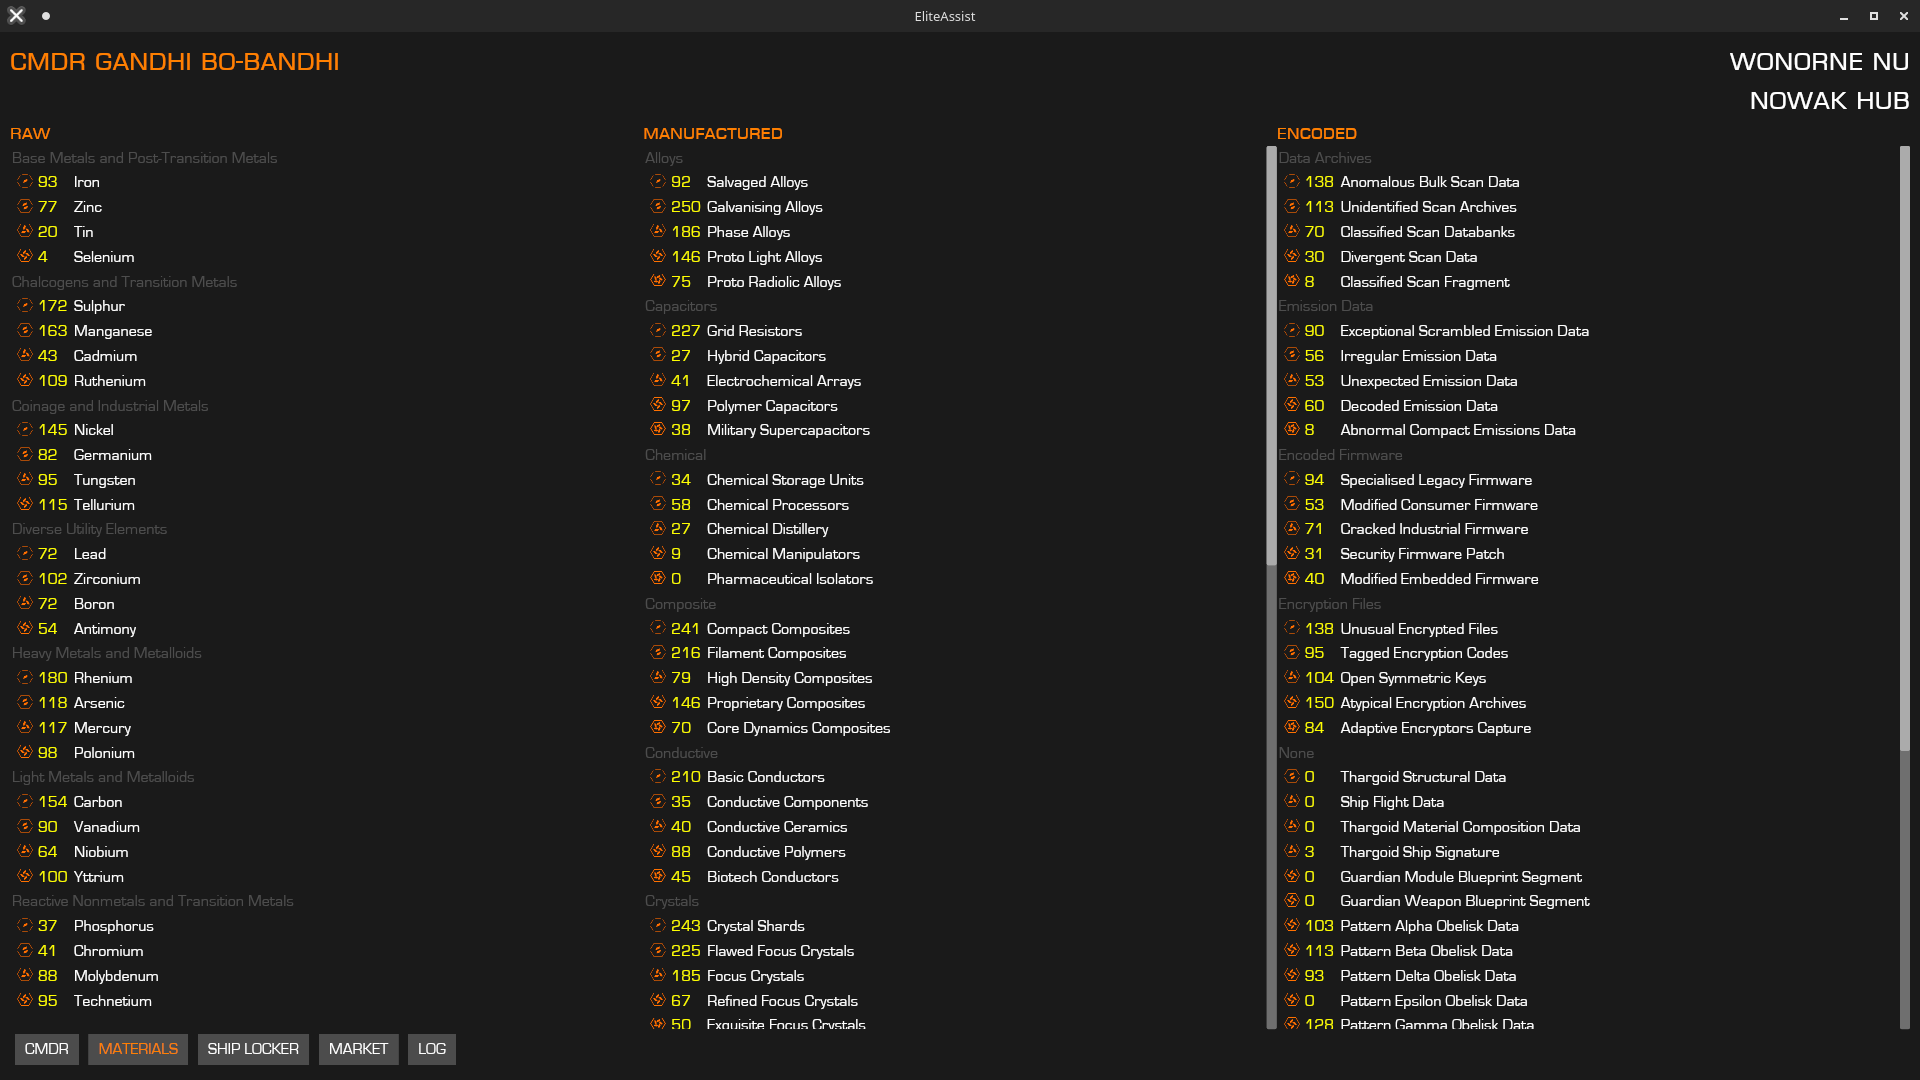 EliteAssist
CMDR GANDHI BO-BANDHI
WONORNE NU
NOWAK HUB
RAW
Base Metals and Post-Transition Metals
93 Iron
77 Zinc
20 Tin
4 Selenium
Chalcogens and Transition Metals
172 Sulphur
163 Manganese
43 Cadmium
109 Ruthenium
Coinage and Industrial Metals
145 Nickel
82 Germanium
95 Tungsten
115 Tellurium
Diverse Utility Elements
72 Lead
102 Zirconium
72 Boron
54 Antimony
Heavy Metals and Metalloids
180 Rhenium
118 Arsenic
117 Mercury
98 Polonium
Light Metals and Metalloids
154 Carbon
90 Vanadium
64 Niobium
100 Yttrium
Reactive Nonmetals and Transition Metals
37 Phosphorus
41 Chromium
88 Molybdenum
95 Technetium
MANUFACTURED
Alloys
92 Salvaged Alloys
250 Galvanising Alloys
186 Phase Alloys
146 Proto Light Alloys
75 Proto Radiolic Alloys
Capacitors
227 Grid Resistors
27 Hybrid Capacitors
41 Electrochemical Arrays
97 Polymer Capacitors
38 Military Supercapacitors
Chemical
34 Chemical Storage Units
58 Chemical Processors
27 Chemical Distillery
9 Chemical Manipulators
0 Pharmaceutical Isolators
Composite
241 Compact Composites
216 Filament Composites
79 High Density Composites
146 Proprietary Composites
70 Core Dynamics Composites
Conductive
210 Basic Conductors
35 Conductive Components
40 Conductive Ceramics
88 Conductive Polymers
45 Biotech Conductors
Crystals
243 Crystal Shards
225 Flawed Focus Crystals
185 Focus Crystals
67 Refined Focus Crystals
50 Exquisite Focus Crystals
ENCODED
Data Archives
138 Anomalous Bulk Scan Data
113 Unidentified Scan Archives
70 Classified Scan Databanks
30 Divergent Scan Data
8 Classified Scan Fragment
Emission Data
90 Exceptional Scrambled Emission Data
56 Irregular Emission Data
53 Unexpected Emission Data
60 Decoded Emission Data
8 Abnormal Compact Emissions Data
Encoded Firmware
94 Specialised Legacy Firmware
53 Modified Consumer Firmware
71 Cracked Industrial Firmware
31 Security Firmware Patch
40 Modified Embedded Firmware
Encryption Files
138 Unusual Encrypted Files
95 Tagged Encryption Codes
104 Open Symmetric Keys
150 Atypical Encryption Archives
84 Adaptive Encryptors Capture
None
0 Thargoid Structural Data
0 Ship Flight Data
0 Thargoid Material Composition Data
3 Thargoid Ship Signature
0 Guardian Module Blueprint Segment
0 Guardian Weapon Blueprint Segment
103 Pattern Alpha Obelisk Data
113 Pattern Beta Obelisk Data
93 Pattern Delta Obelisk Data
0 Pattern Epsilon Obelisk Data
128 Pattern Gamma Obelisk Data
CMDR
MATERIALS
SHIP LOCKER
MARKET
LOG